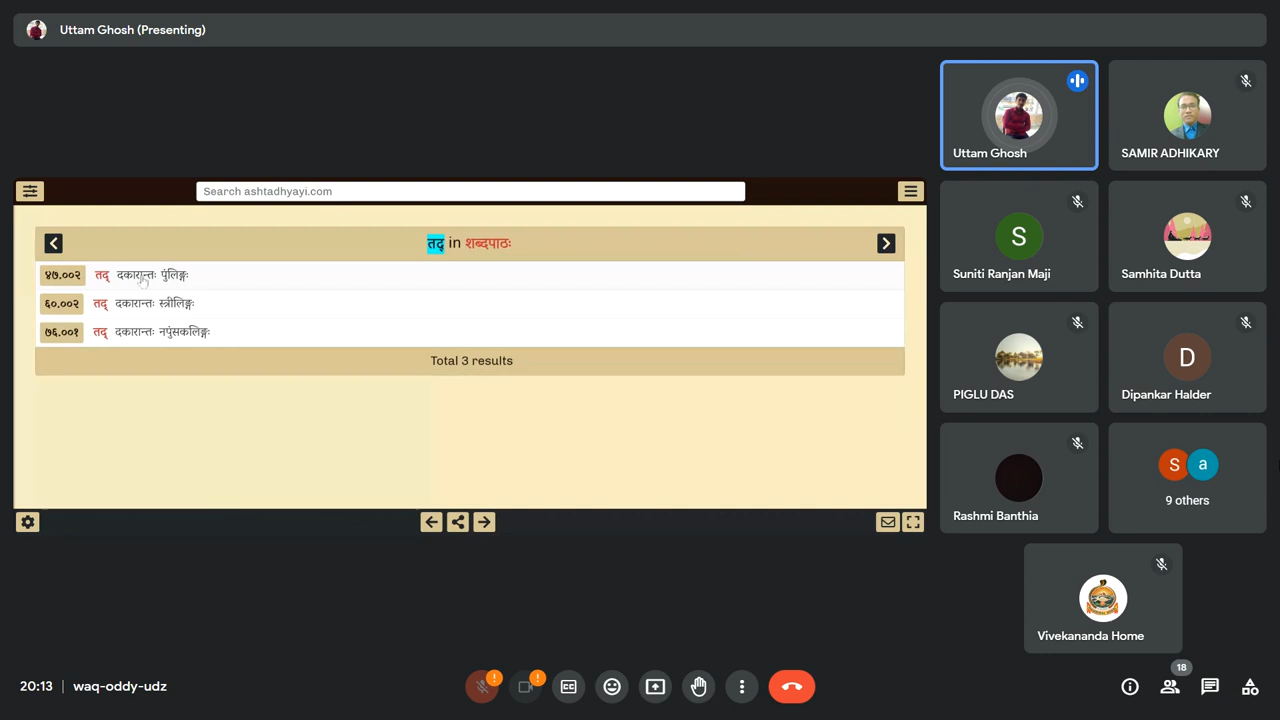 Uttam Ghosh (Presenting)
Search ashtadhyayi.com
तद् in शब्दपाठः
४७.००२ तद् दकारान्तः पुंलिङ्गः
६०.००२ तद् दकारान्तः स्त्रीलिङ्गः
७६.००१ तद् दकारान्तः नपुंसकलिङ्गः
Total 3 results
Uttam Ghosh
SAMIR ADHIKARY
S
Suniti Ranjan Maji
Samhita Dutta
PIGLU DAS
D
Dipankar Halder
Rashmi Banthia
S a
9 others
Vivekananda Home
20:13 | waq-oddy-udz
18